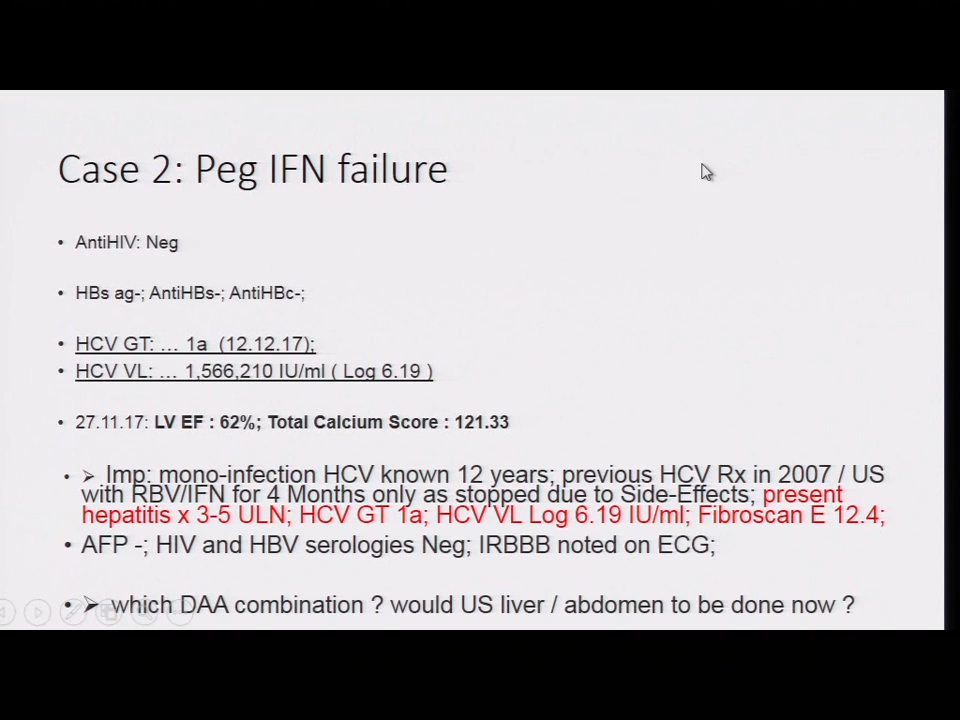 Case 2: Peg IFN failure
• AntiHIV: Neg
• HBs ag-; AntiHBs-; AntiHBc-;
• HCV GT: … 1a (12.12.17);
• HCV VL: … 1,566,210 IU/ml ( Log 6.19 )
• 27.11.17: LV EF : 62%; Total Calcium Score : 121.33
• ➢ Imp: mono-infection HCV known 12 years; previous HCV Rx in 2007 / US
with RBV/IFN for 4 Months only as stopped due to Side-Effects; present
hepatitis x 3-5 ULN; HCV GT 1a; HCV VL Log 6.19 IU/ml; Fibroscan E 12.4;
• AFP -; HIV and HBV serologies Neg; IRBBB noted on ECG;
• ➢ which DAA combination ? would US liver / abdomen to be done now ?